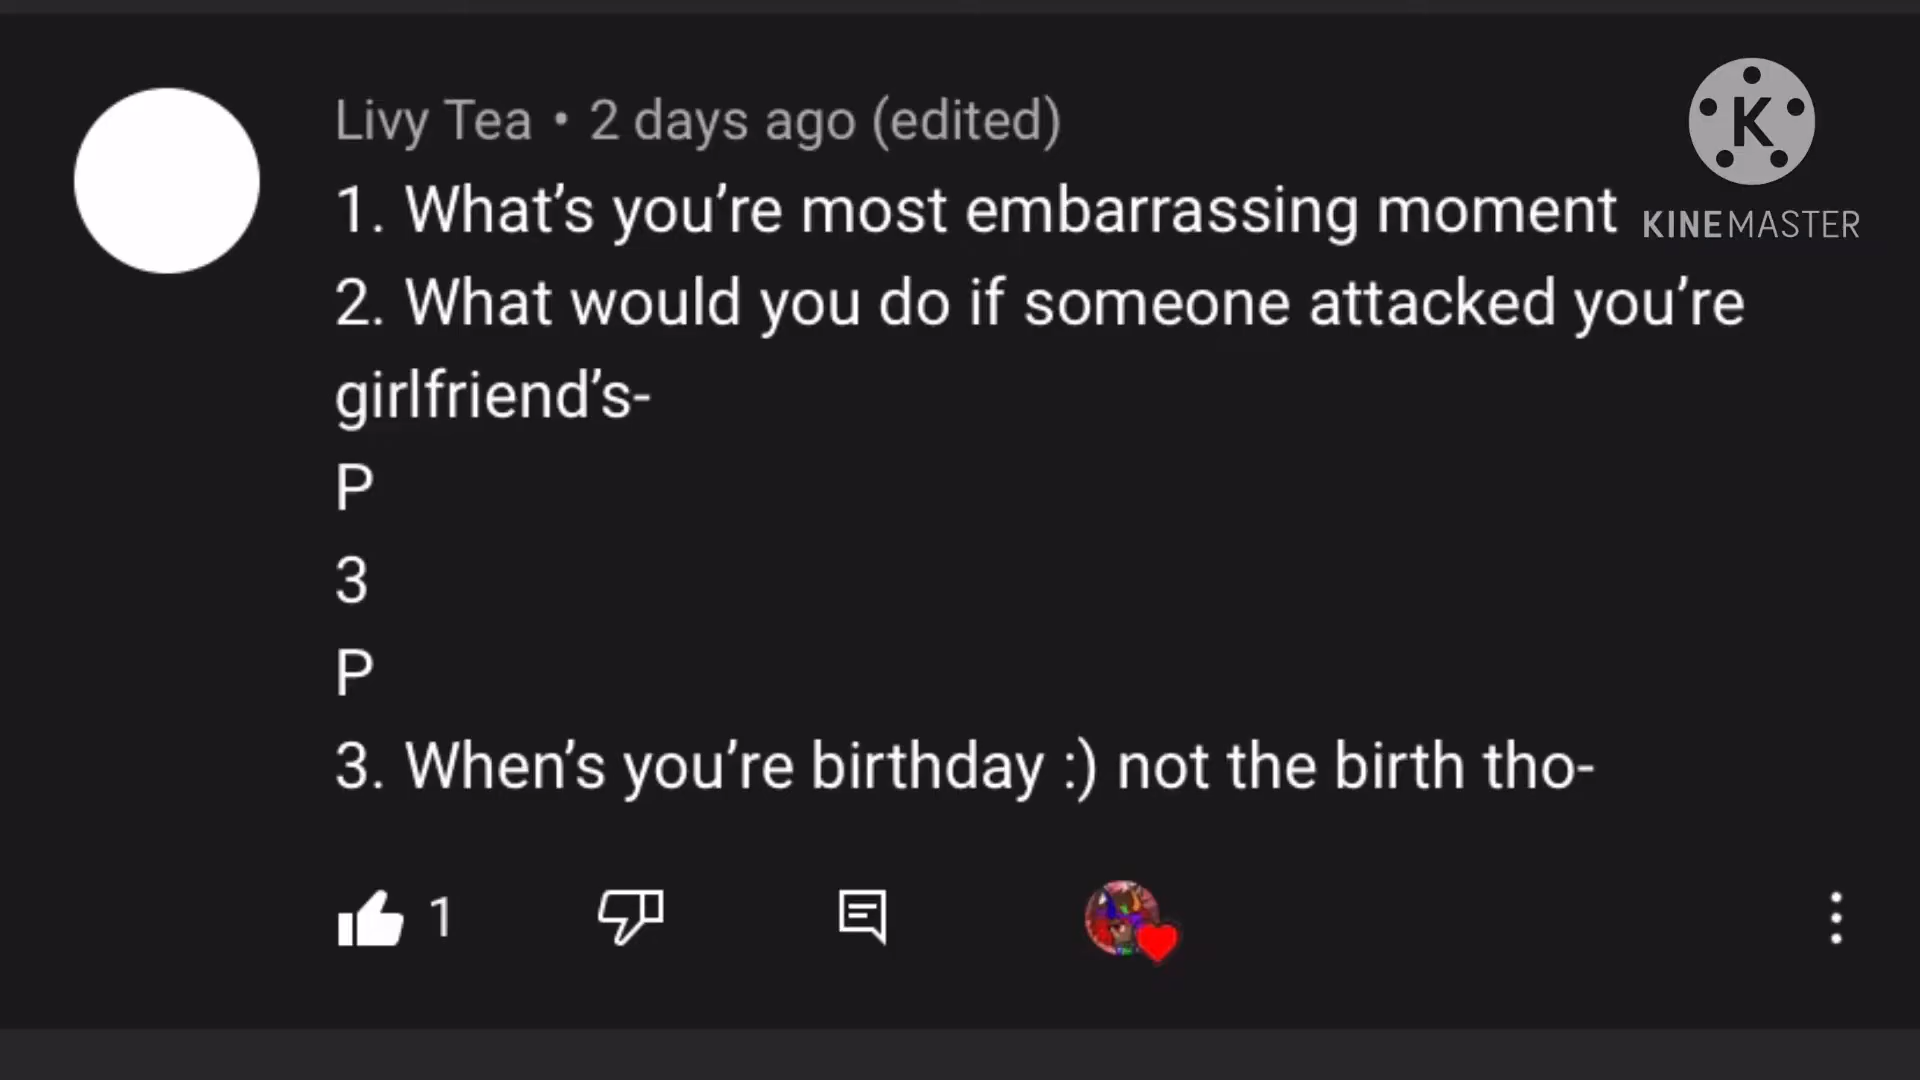 Livy Tea • 2 days ago (edited)
1. What's you're most embarrassing moment
2. What would you do if someone attacked you're
girlfriend's-
P
3
P
3. When's you're birthday :) not the birth tho-
1
K
KINEMASTER